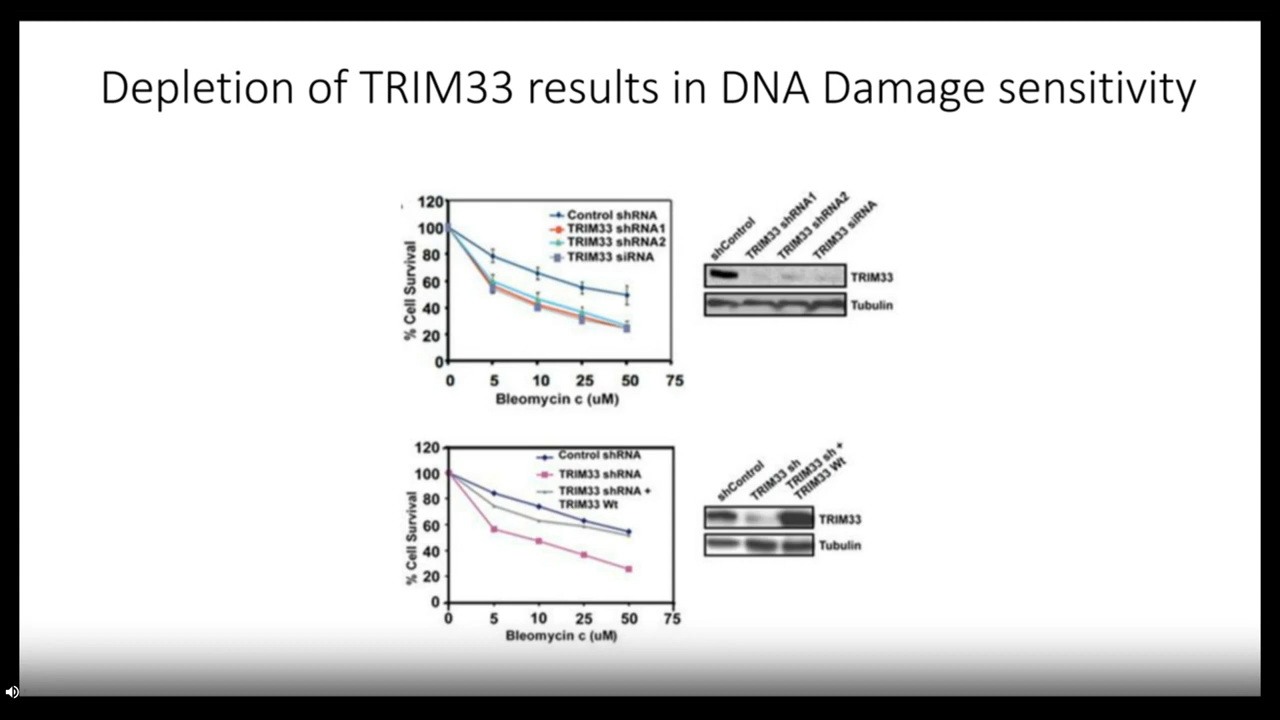 Depletion of TRIM33 results in DNA Damage sensitivity
120
100
80
60
40
20
0
% Cell Survival
Control shRNA
TRIM33 shRNA1
TRIM33 shRNA2
TRIM33 siRNA
0 5 10 25 50 75
Bleomycin c (uM)
shControl
TRIM33 shRNA1
TRIM33 shRNA2
TRIM33 siRNA
TRIM33
Tubulin
120
100
80
60
40
20
0
% Cell Survival
Control shRNA
TRIM33 shRNA
TRIM33 shRNA +
TRIM33 Wt
0 5 10 25 50 75
Bleomycin c (uM)
shControl
TRIM33 sh
TRIM33 sh +
TRIM33 Wt
TRIM33
Tubulin